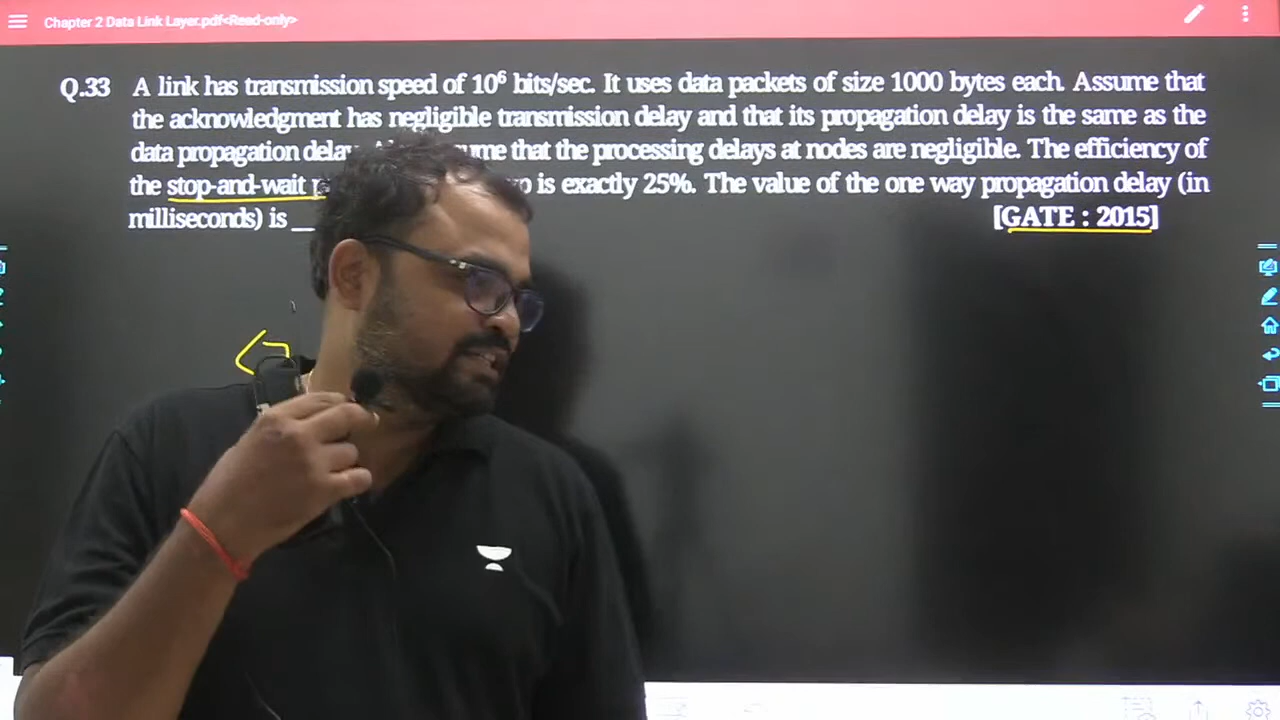 Chapter 2 Data Link Layer.pdf<Read-only>
Q.33 A link has transmission speed of 10⁶ bits/sec. It uses data packets of size 1000 bytes each. Assume that
the acknowledgment has negligible transmission delay and that its propagation delay is the same as the
data propagation delay. ume that the processing delays at nodes are negligible. The efficiency of
the stop-and-wait is exactly 25%. The value of the one way propagation delay (in
milliseconds) is __ [GATE : 2015]